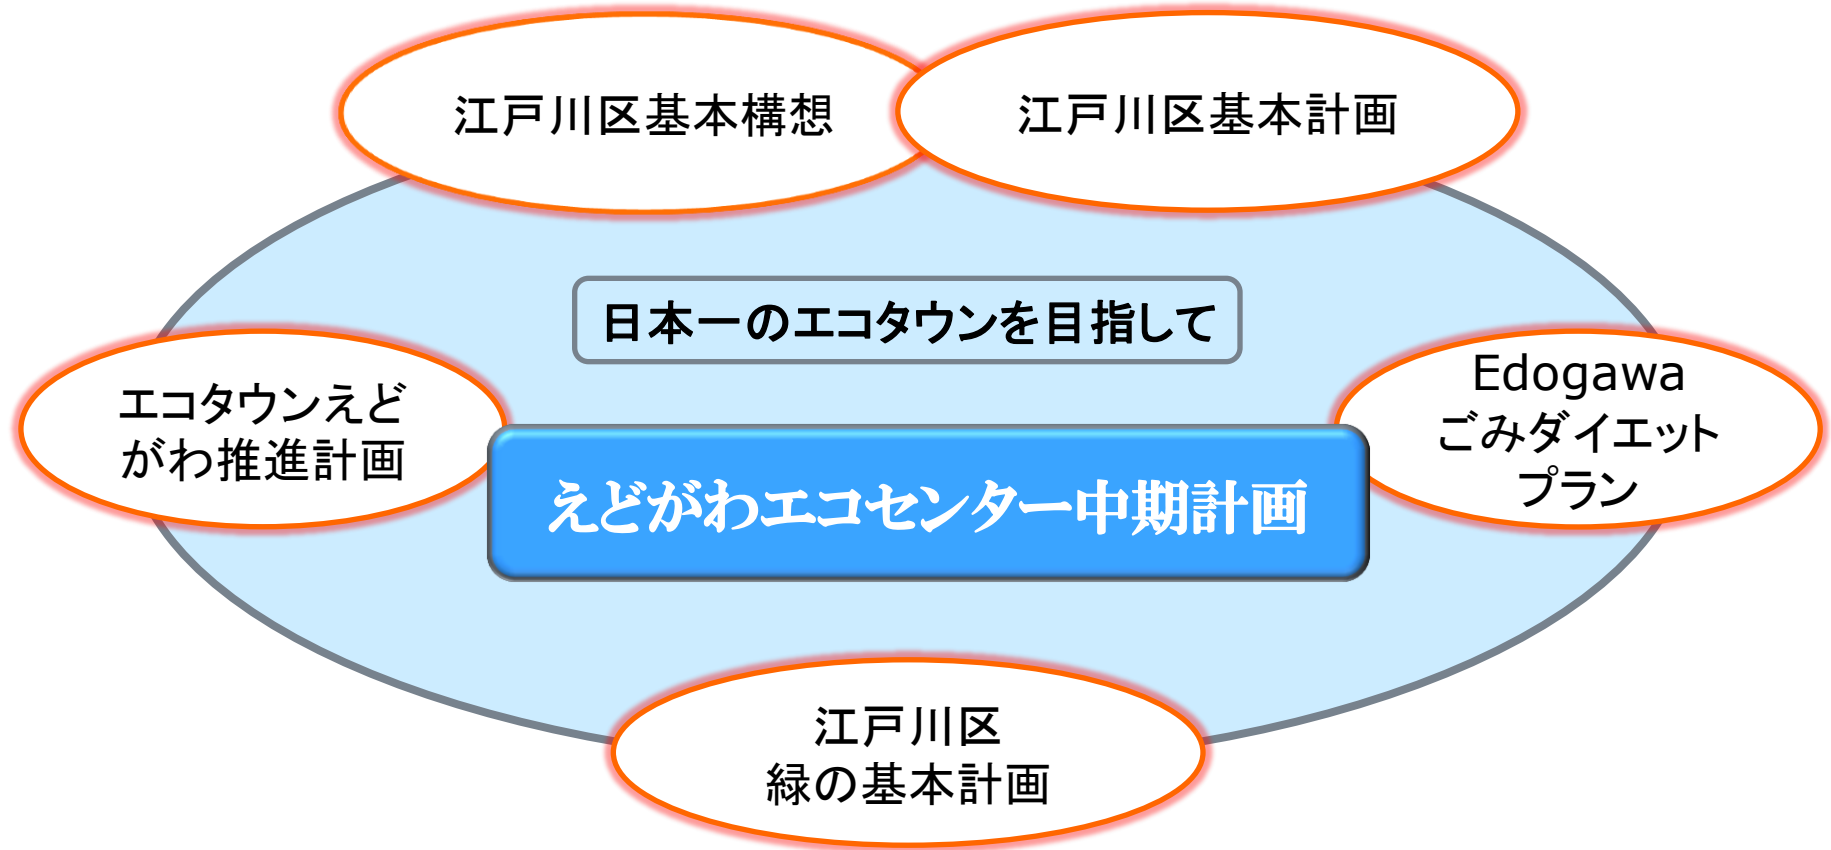 江戸川区基本構想
江戸川区基本計画
日本一のエコタウンを目指して
エコタウンえど
がわ推進計画
Edogawa
ごみダイエット
プラン
えどがわエコセンター中期計画
江戸川区
緑の基本計画